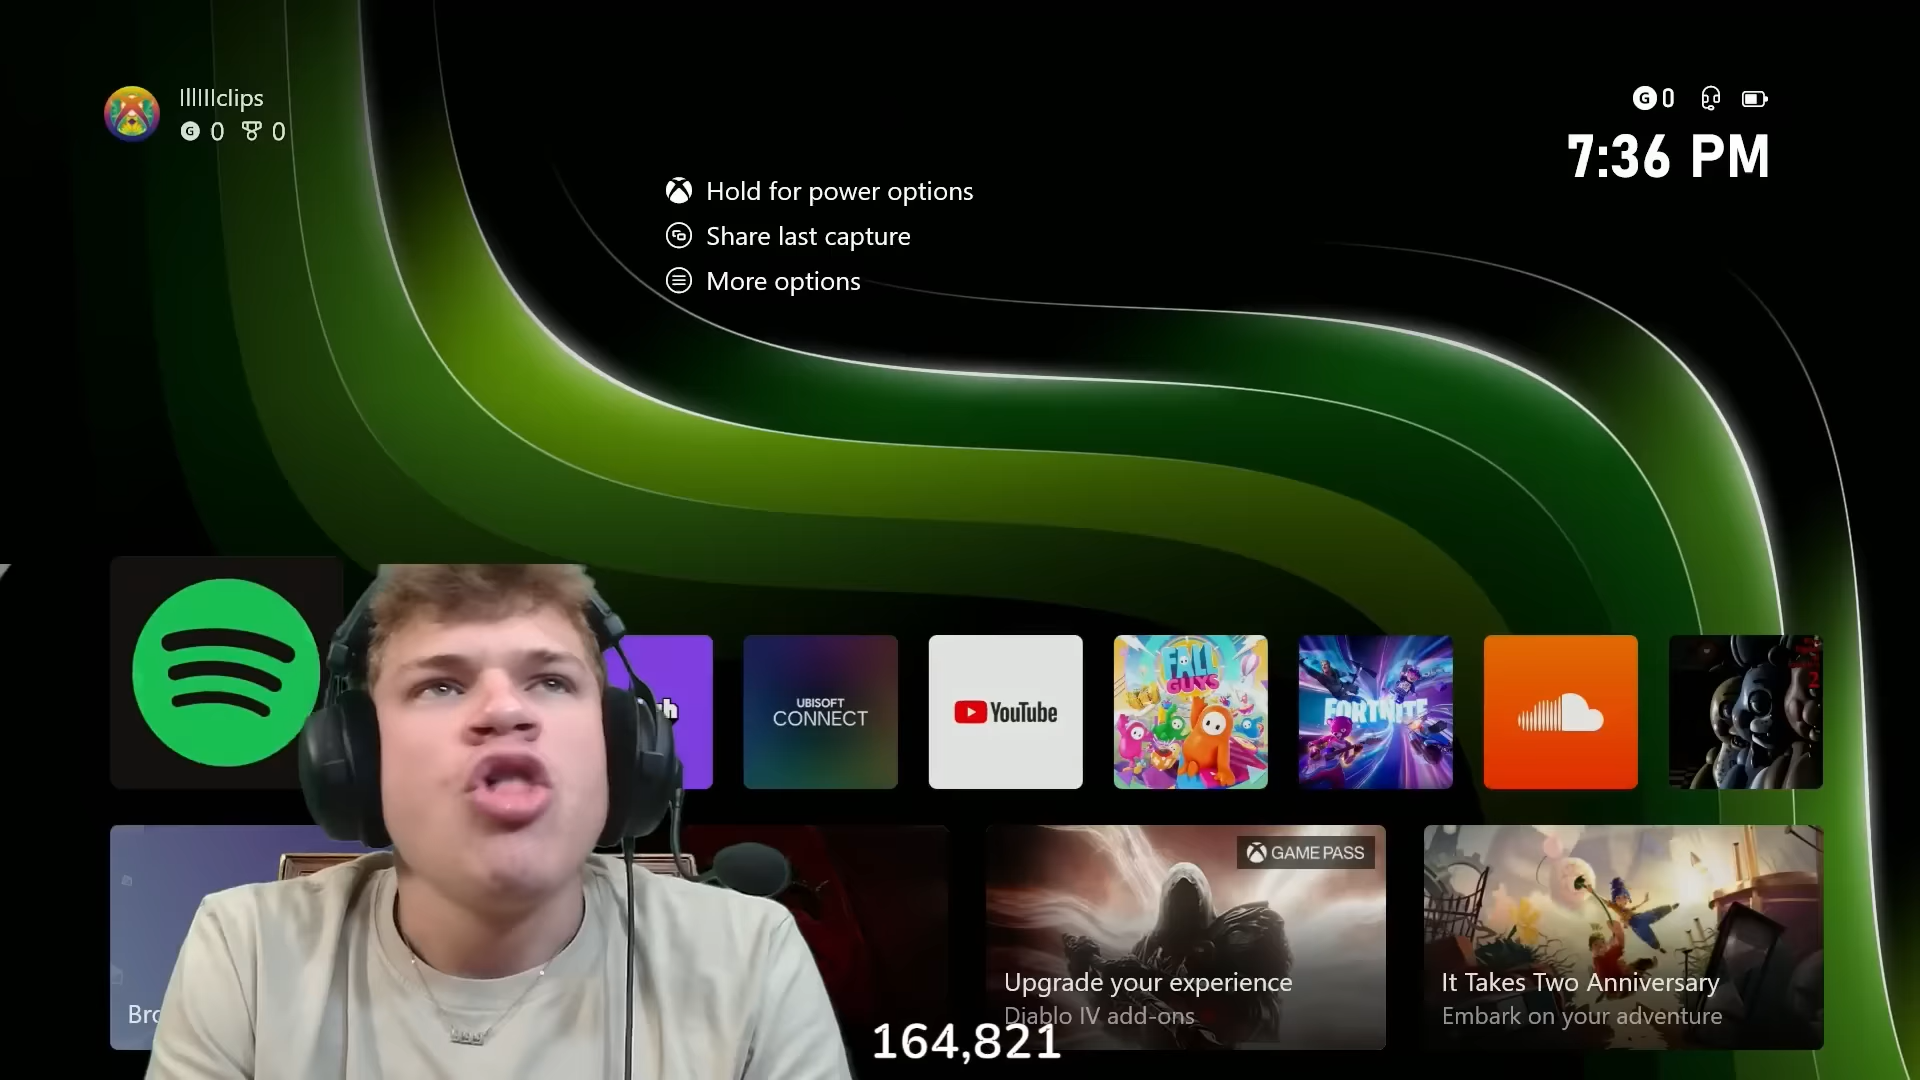 llllllclips
G 0 0
G 0
7:36 PM
Hold for power options
Share last capture
More options
UBISOFT
CONNECT
YouTube
FALL
GUYS
FORTNITE
2
GAME PASS
Upgrade your experience
Diablo IV add-ons
It Takes Two Anniversary
Embark on your adventure
164,821